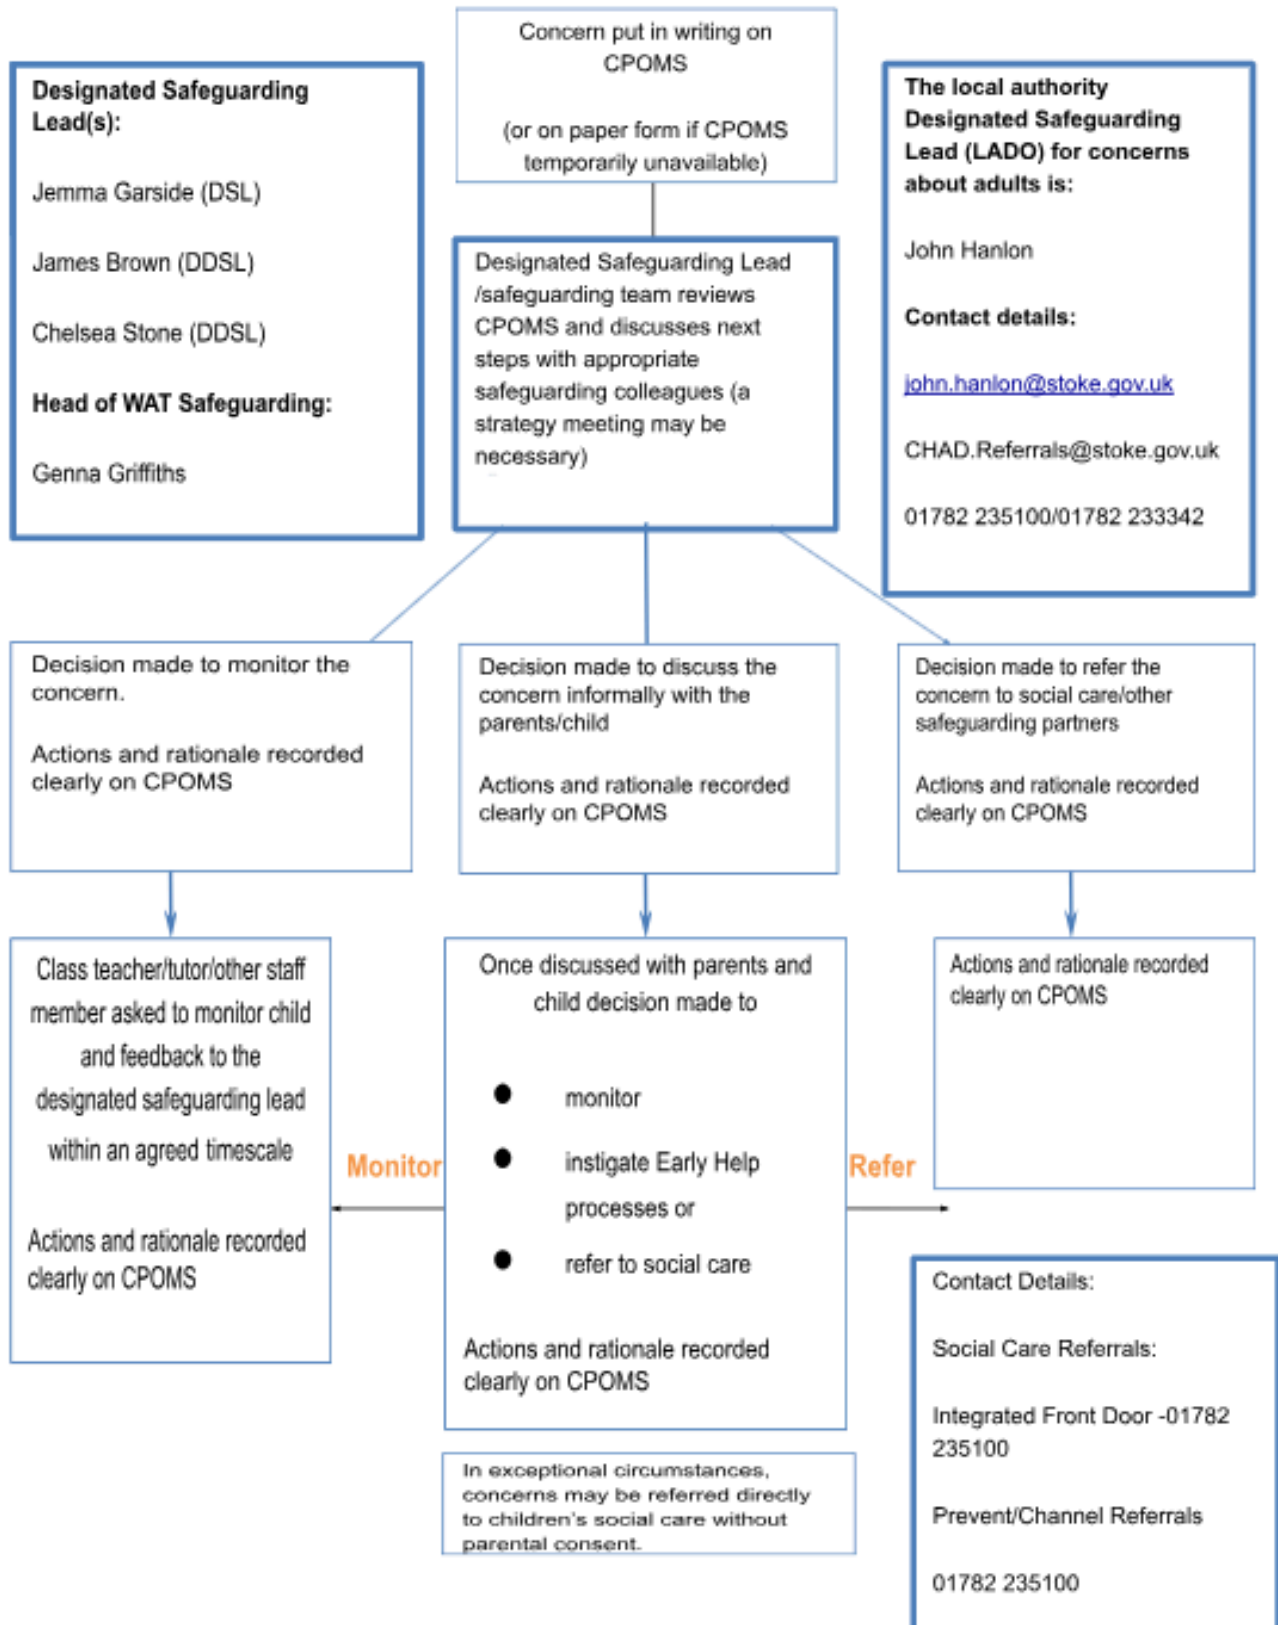 Concern put in writing on
CPOMS
(or on paper form if CPOMS
temporarily unavailable)
Designated Safeguarding
Lead(s):
Jemma Garside (DSL)
James Brown (DDSL)
Chelsea Stone (DDSL)
Head of WAT Safeguarding:
Genna Griffiths
Designated Safeguarding Lead
/safeguarding team reviews
CPOMS and discusses next
steps with appropriate
safeguarding colleagues (a
strategy meeting may be
necessary)
The local authority
Designated Safeguarding
Lead (LADO) for concerns
about adults is:
John Hanlon
Contact details:
john.hanlon@stoke.gov.uk
CHAD.Referrals@stoke.gov.uk
01782 235100/01782 233342
Decision made to monitor the
concern.
Actions and rationale recorded
clearly on CPOMS
Decision made to discuss the
concern informally with the
parents/child
Actions and rationale recorded
clearly on CPOMS
Decision made to refer the
concern to social care/other
safeguarding partners
Actions and rationale recorded
clearly on CPOMS
Class teacher/tutor/other staff
member asked to monitor child
and feedback to the
designated safeguarding lead
within an agreed timescale
Actions and rationale recorded
clearly on CPOMS
Monitor
Once discussed with parents and
child decision made to
● monitor
● instigate Early Help
processes or
● refer to social care
Actions and rationale recorded
clearly on CPOMS
Refer
Actions and rationale recorded
clearly on CPOMS
In exceptional circumstances,
concerns may be referred directly
to children's social care without
parental consent.
Contact Details:
Social Care Referrals:
Integrated Front Door -01782
235100
Prevent/Channel Referrals
01782 235100